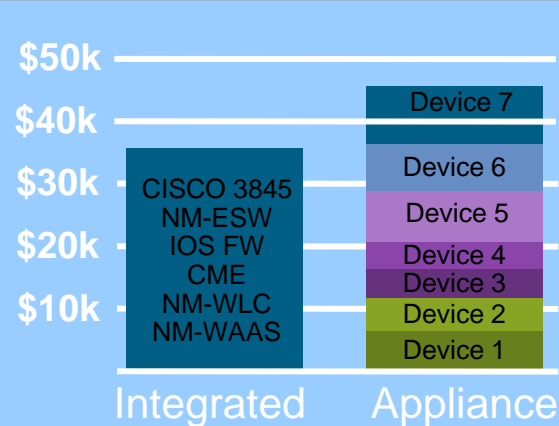 $50k
$40k
$30k
$20k
$10k
CISCO 3845
NM-ESW
IOS FW
CME
NM-WLC
NM-WAAS
Device 7
Device 6
Device 5
Device 4
Device 3
Device 2
Device 1
Integrated
Appliance